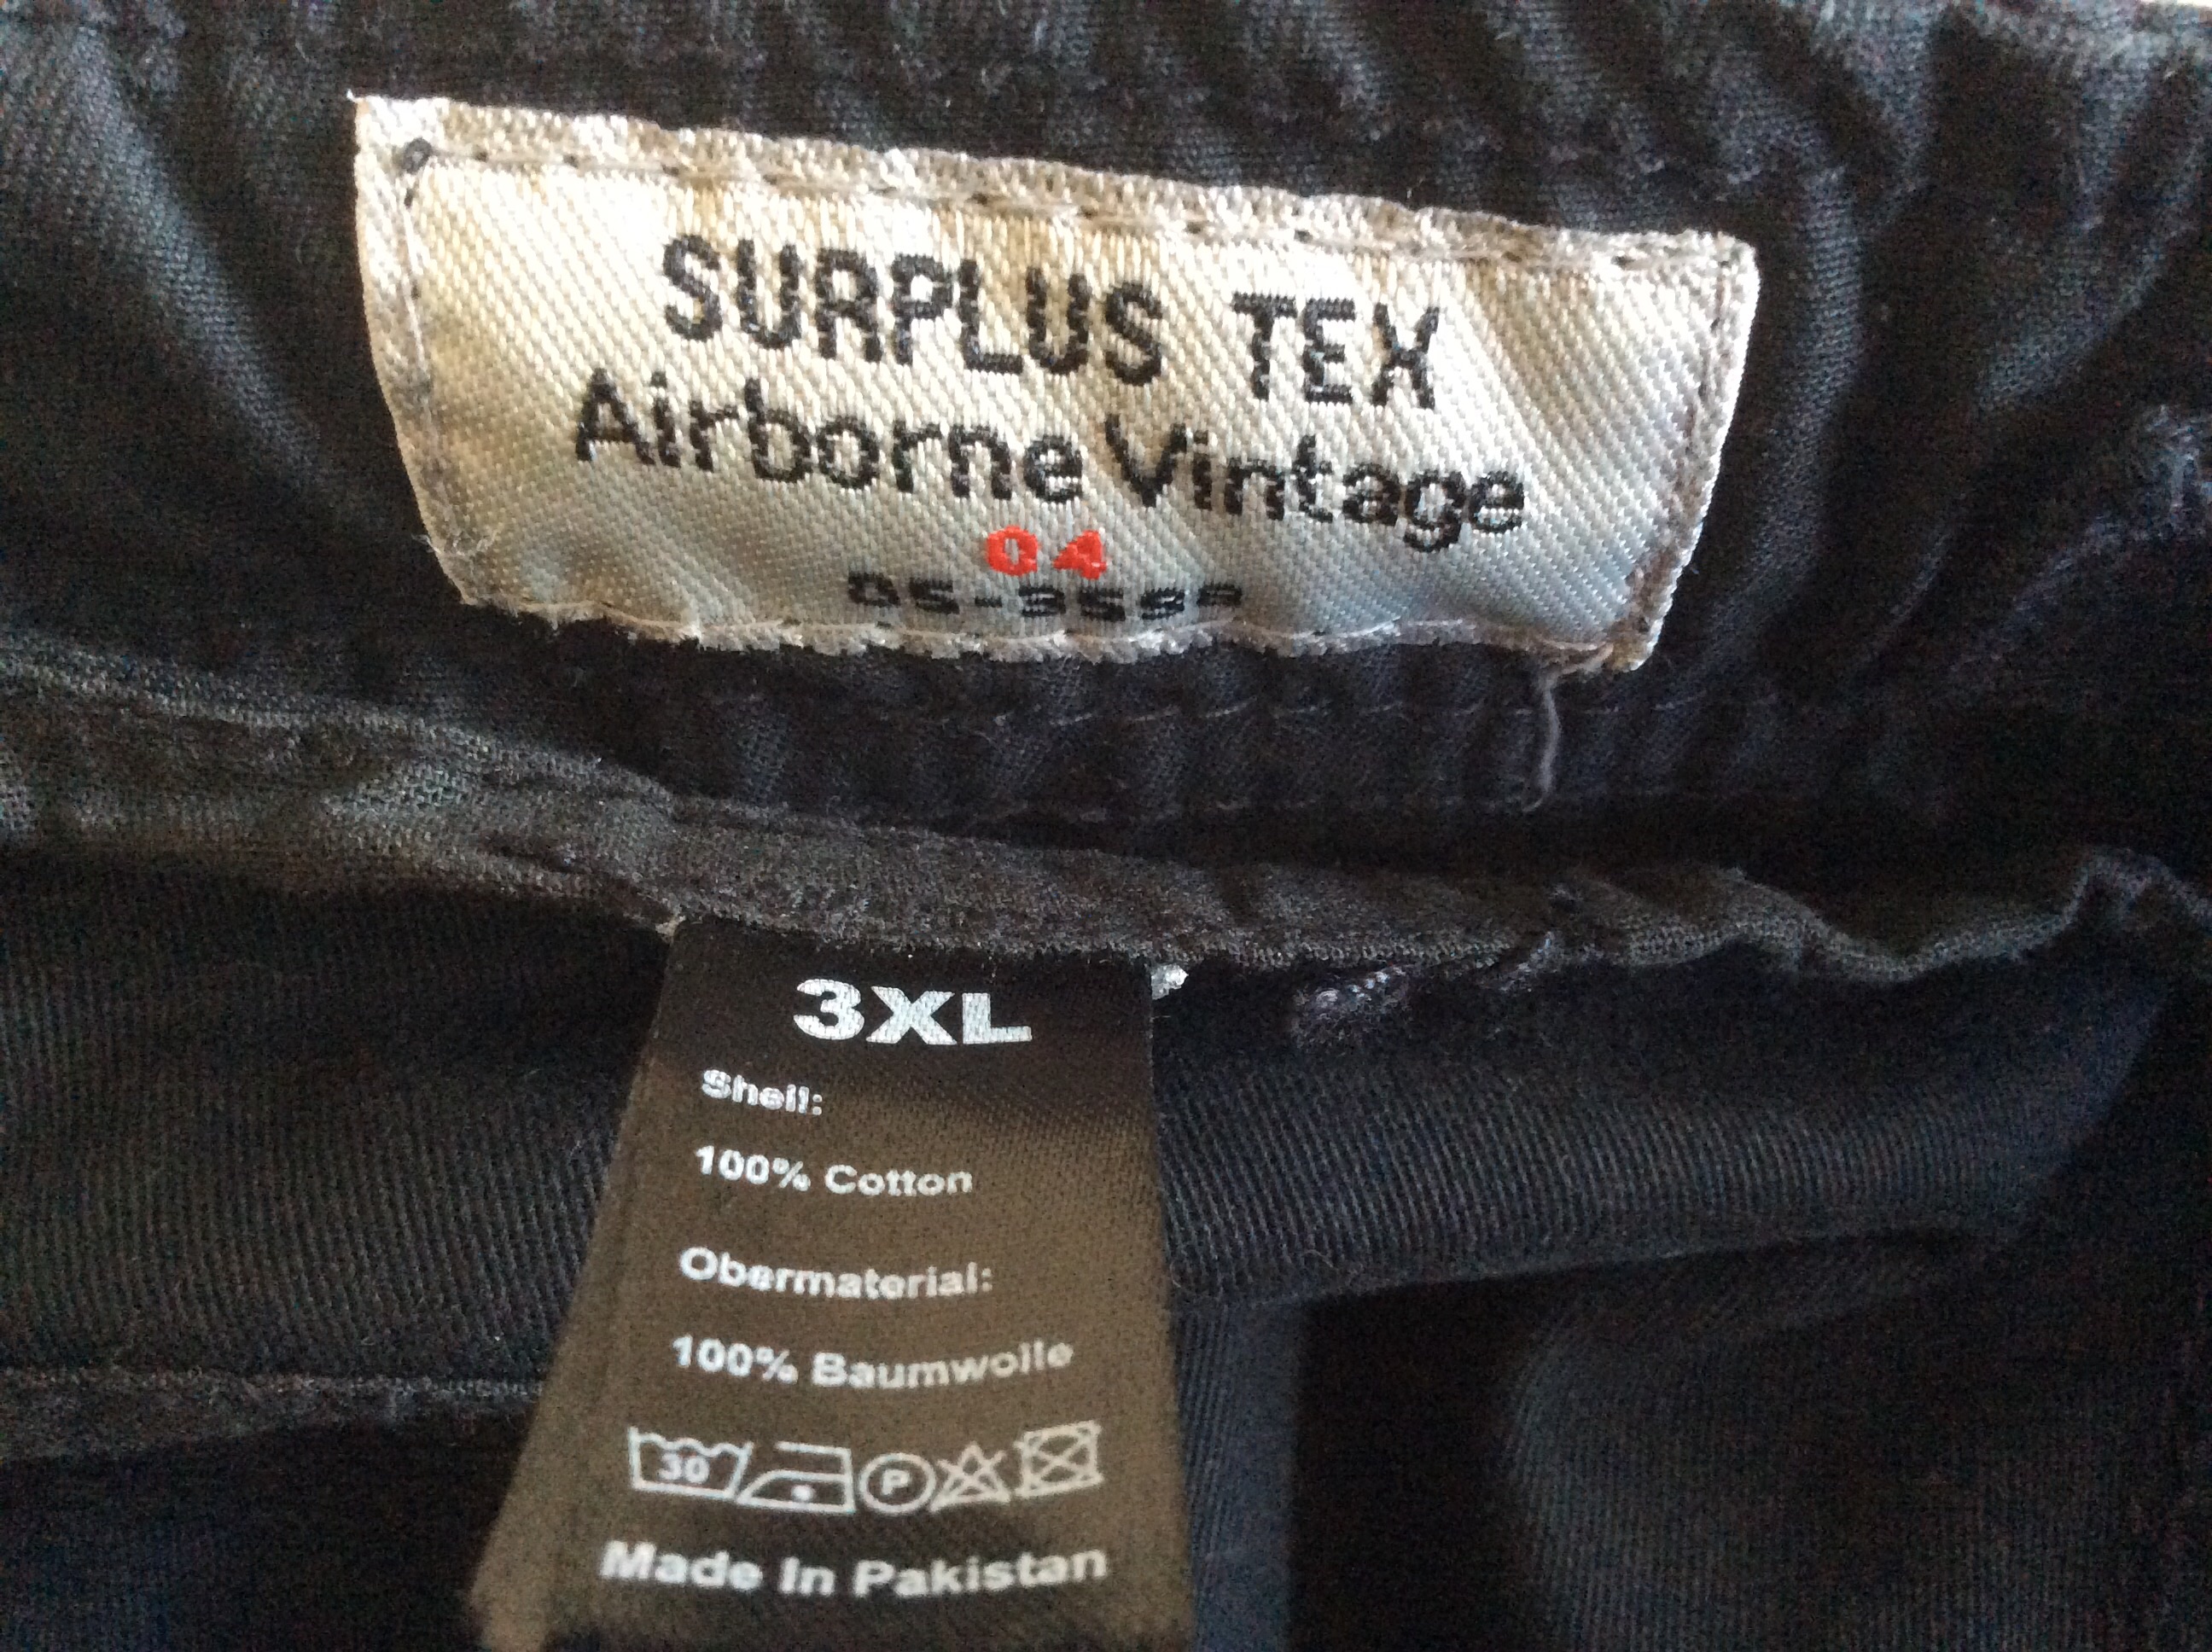 SURPLUS TEX
Airborne Vintage
04
3XL
Shell:
100% Cotton
Obermaterial:
100% Baumwolle
30 P
Made In Pakistan